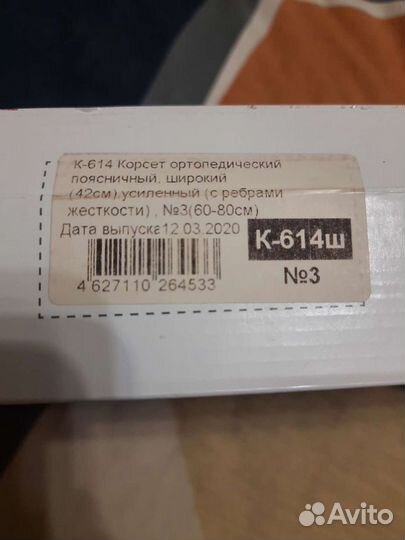 К-614 Корсет ортопедический
поясничный, широкий
(42см),усиленный (с ребрами
жесткости) , №3(60-80см)
Дата выпуска12.03.2020
К-614ш
№3
4 627110 264533
Avito